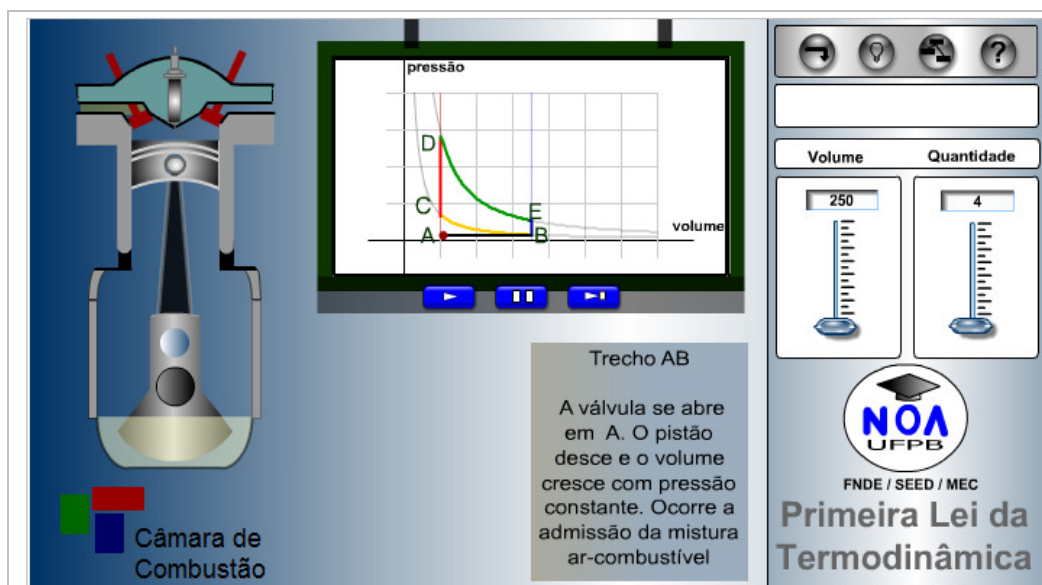 pressão
D
C
A
E
B
volume
Trecho AB
A válvula se abre
em A. O pistão
desce e o volume
cresce com pressão
constante. Ocorre a
admissão da mistura
ar-combustível
Câmara de
Combustão
?
Volume
Quantidade
250
4
NOA
UFPB
FNDE / SEED / MEC
Primeira Lei da
Termodinâmica